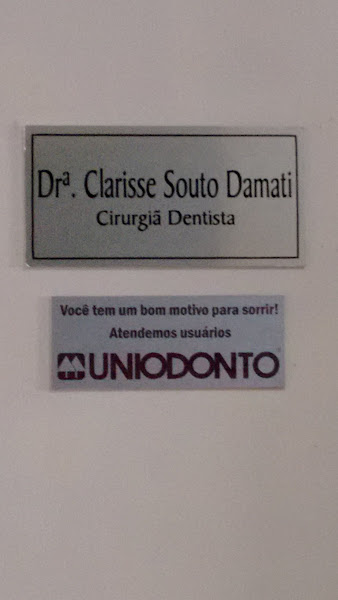 Drª. Clarisse Souto Damati
Cirurgiã Dentista
Você tem um bom motivo para sorrir!
Atendemos usuários
UNIODONTO